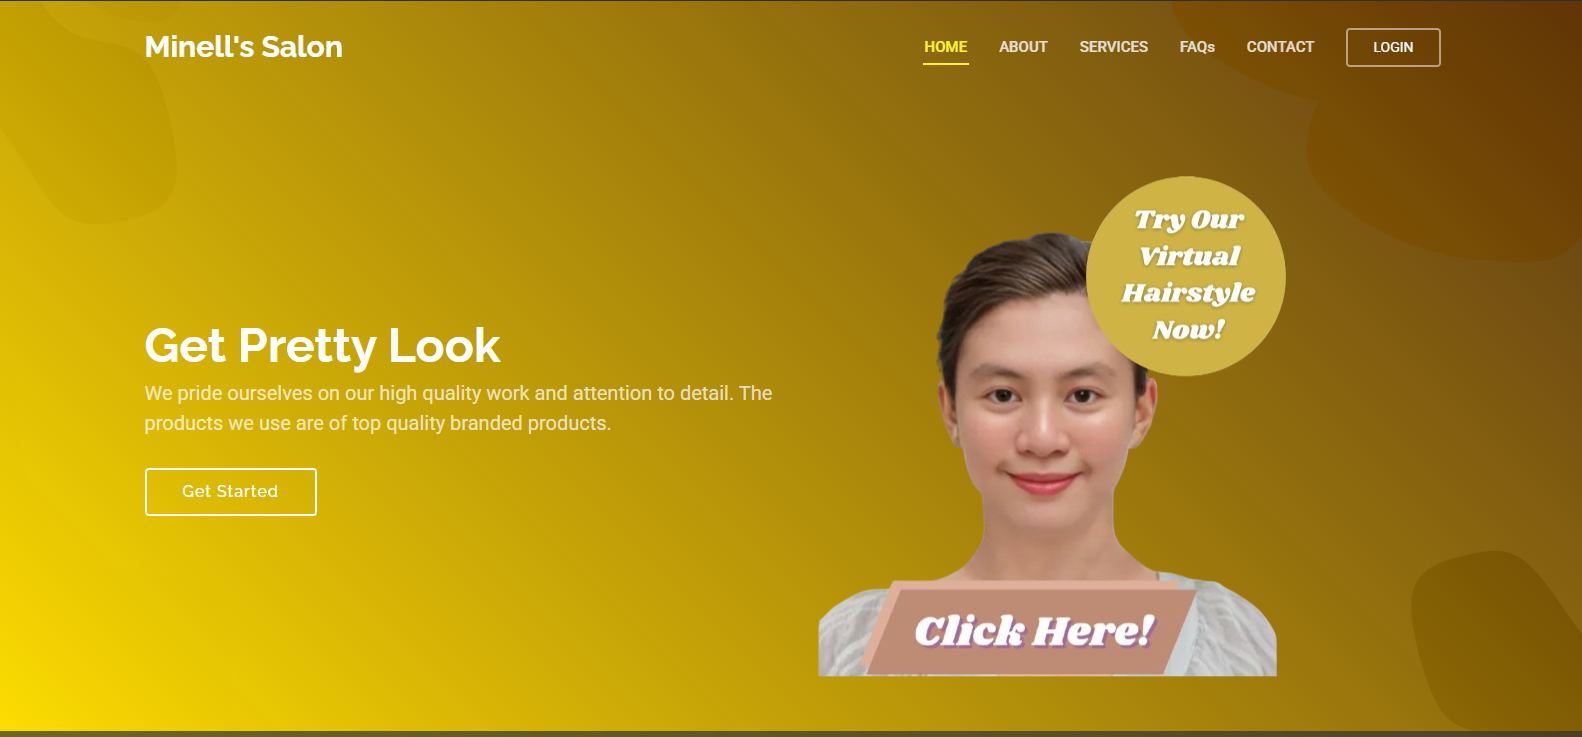 Minell's Salon
HOME ABOUT SERVICES FAQs CONTACT LOGIN
Try Our
Virtual
Hairstyle
Now!
Get Pretty Look
We pride ourselves on our high quality work and attention to detail. The
products we use are of top quality branded products.
Get Started
Click Here!